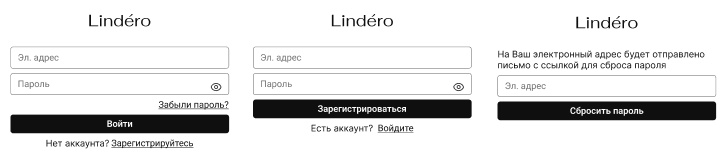 Lindéro
Эл. адрес
Пароль
Забыли пароль?
Войти
Нет аккаунта? Зарегистрируйтесь
Lindéro
Эл. адрес
Пароль
Зарегистрироваться
Есть аккаунт? Войдите
Lindéro
На Ваш электронный адрес будет отправлено
письмо с ссылкой для сброса пароля
Эл. адрес
Сбросить пароль